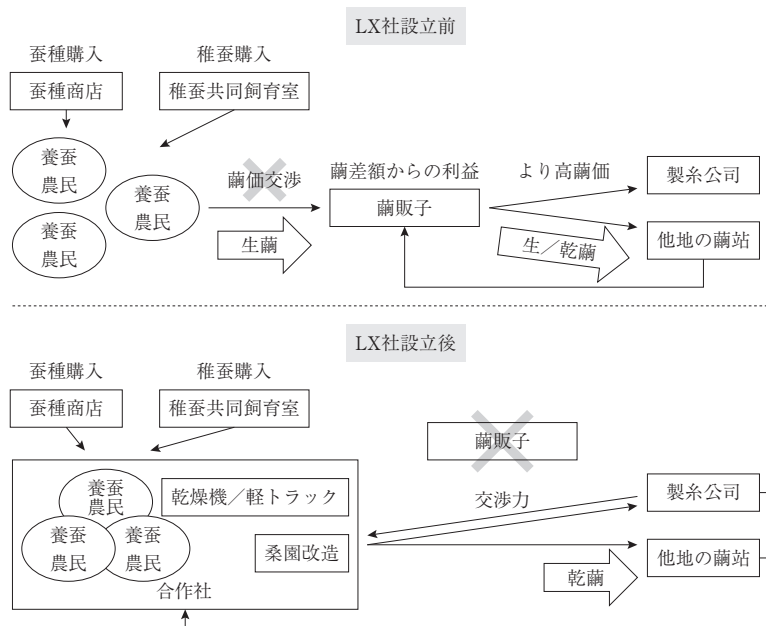 LX社設立前
蚕種購入
稚蚕購入
蚕種商店
稚蚕共同飼育室
養蚕
農民
養蚕
農民
養蚕
農民
繭価交渉
生繭
繭差額からの利益
繭販子
より高繭価
生／乾繭
製糸公司
他地の繭站
LX社設立後
蚕種購入
稚蚕購入
蚕種商店
稚蚕共同飼育室
繭販子
養蚕
農民
養蚕
農民
養蚕
農民
乾燥機／軽トラック
桑園改造
合作社
交渉力
乾繭
製糸公司
他地の繭站